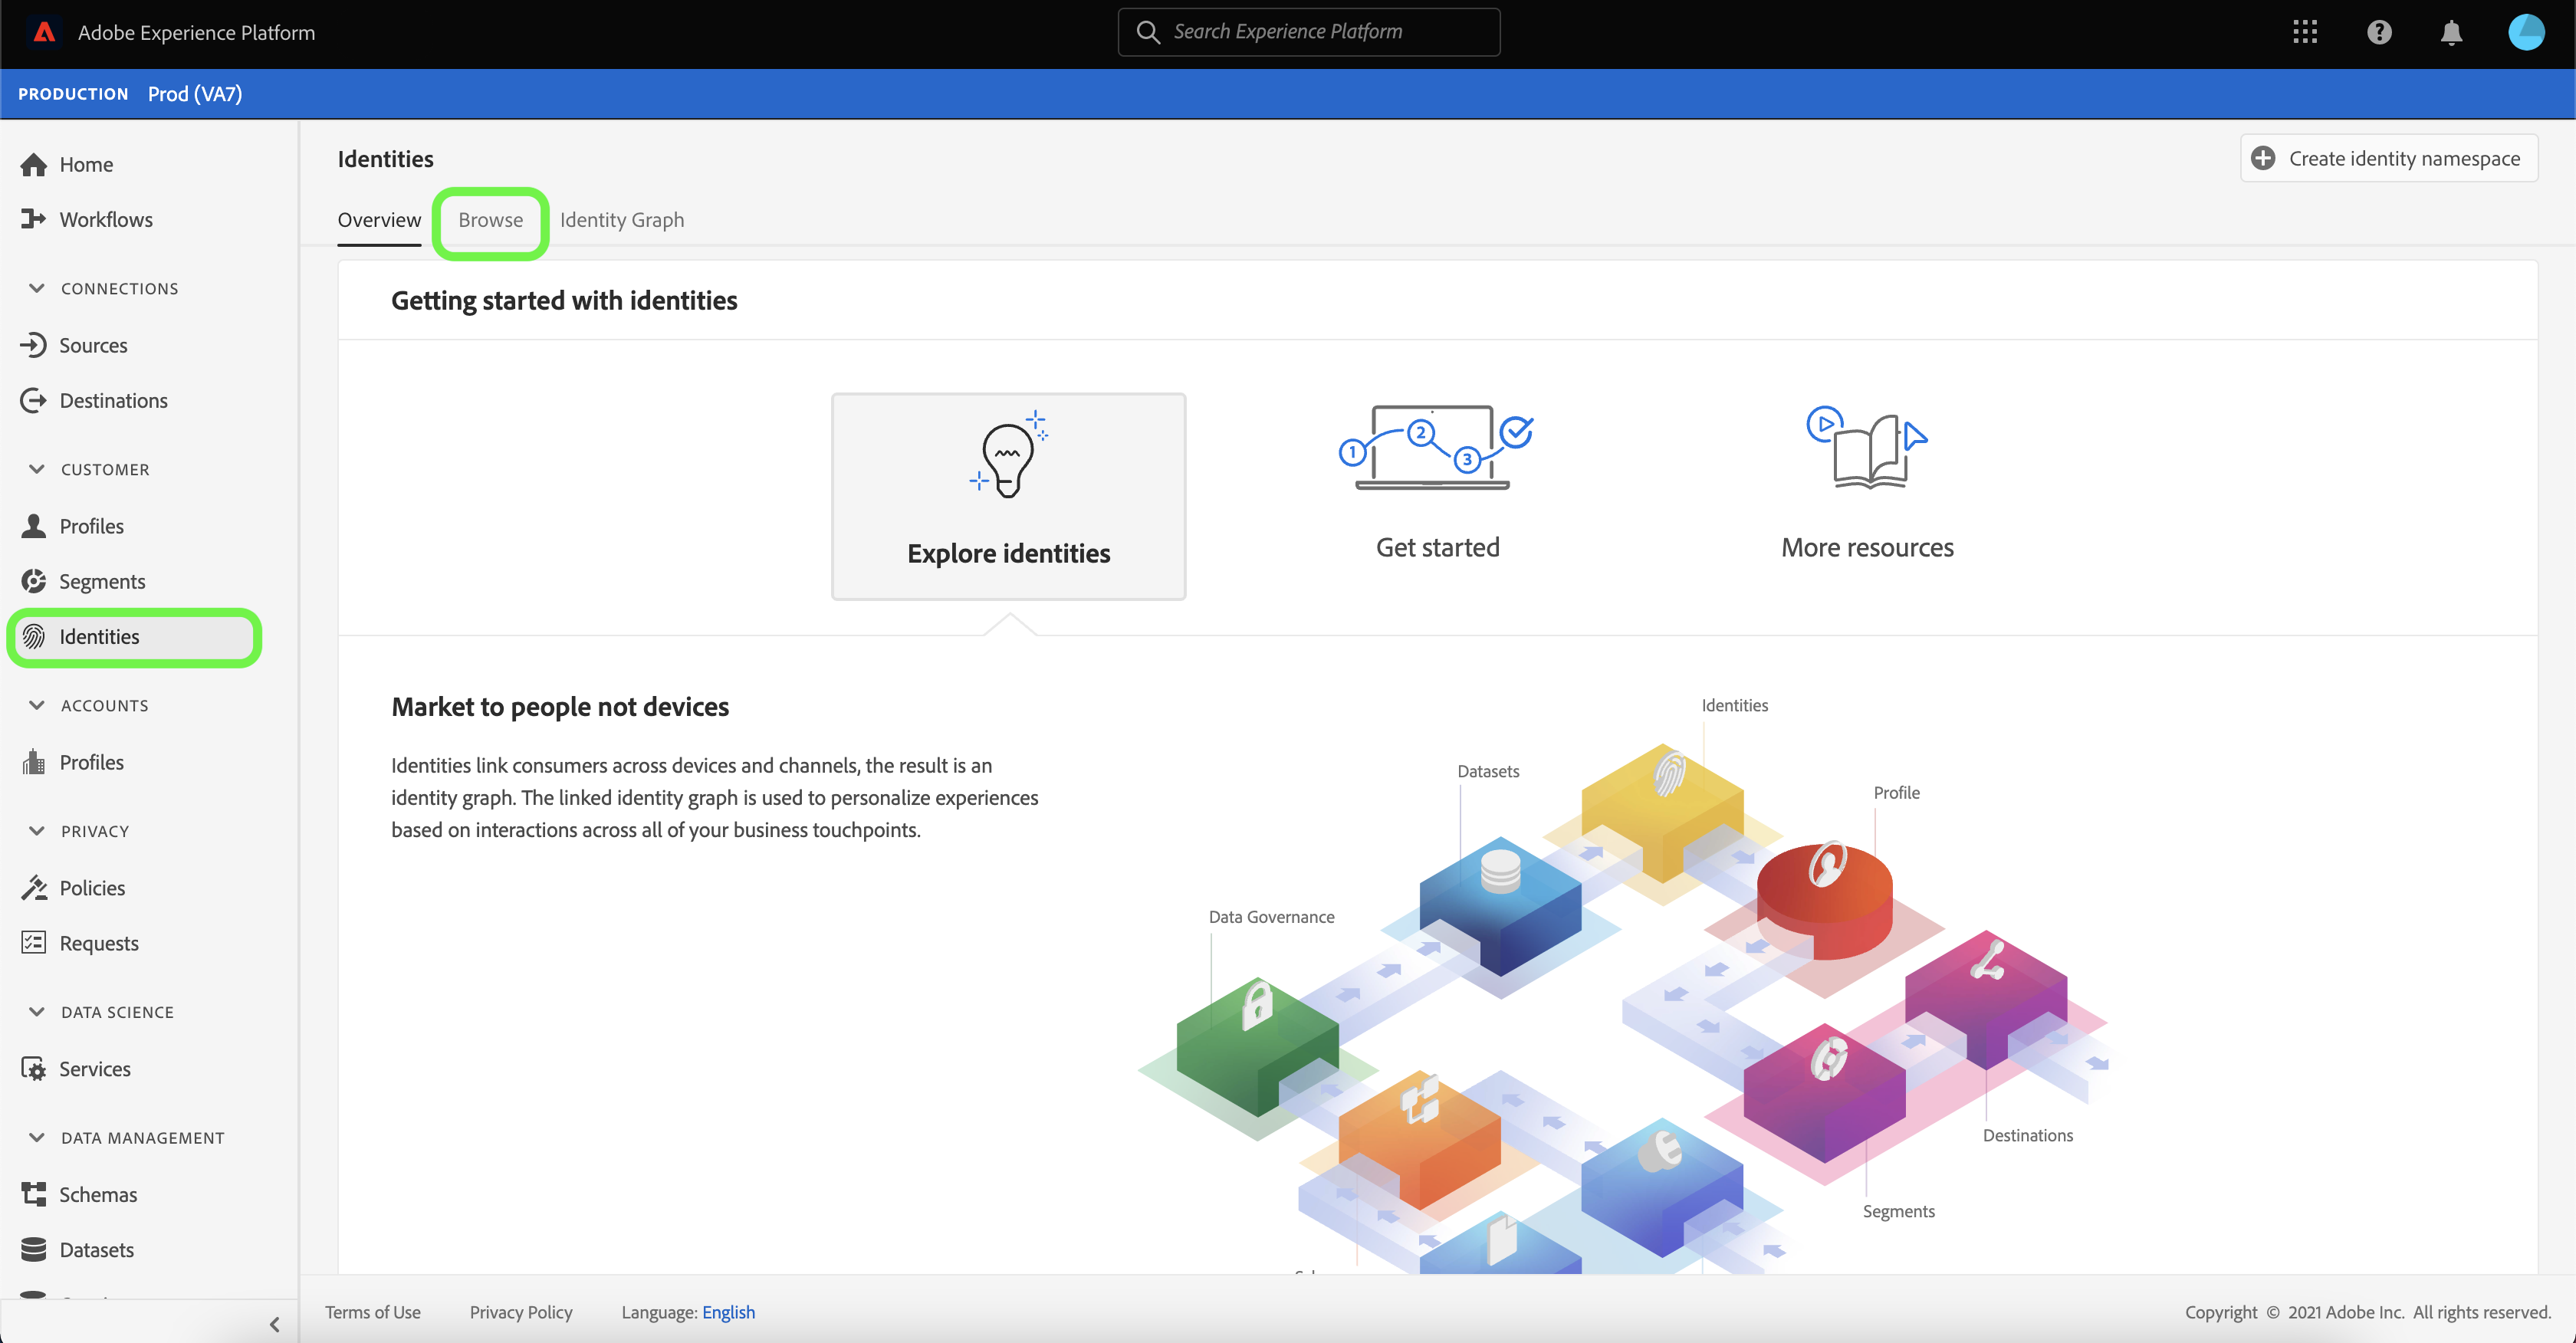 Adobe Experience Platform
Search Experience Platform
PRODUCTION Prod (VA7)
Home
Workflows
CONNECTIONS
Sources
Destinations
CUSTOMER
Profiles
Segments
Identities
ACCOUNTS
Profiles
PRIVACY
Policies
Requests
DATA SCIENCE
Services
DATA MANAGEMENT
Schemas
Datasets
Identities
Create identity namespace
Overview Browse Identity Graph
Getting started with identities
1 2 3
Explore identities
Get started
More resources
Market to people not devices
Identities link consumers across devices and channels, the result is an
identity graph. The linked identity graph is used to personalize experiences
based on interactions across all of your business touchpoints.
Identities
Datasets
Profile
Data Governance
Destinations
Segments
Terms of Use Privacy Policy Language: English
Copyright © 2021 Adobe Inc. All rights reserved.